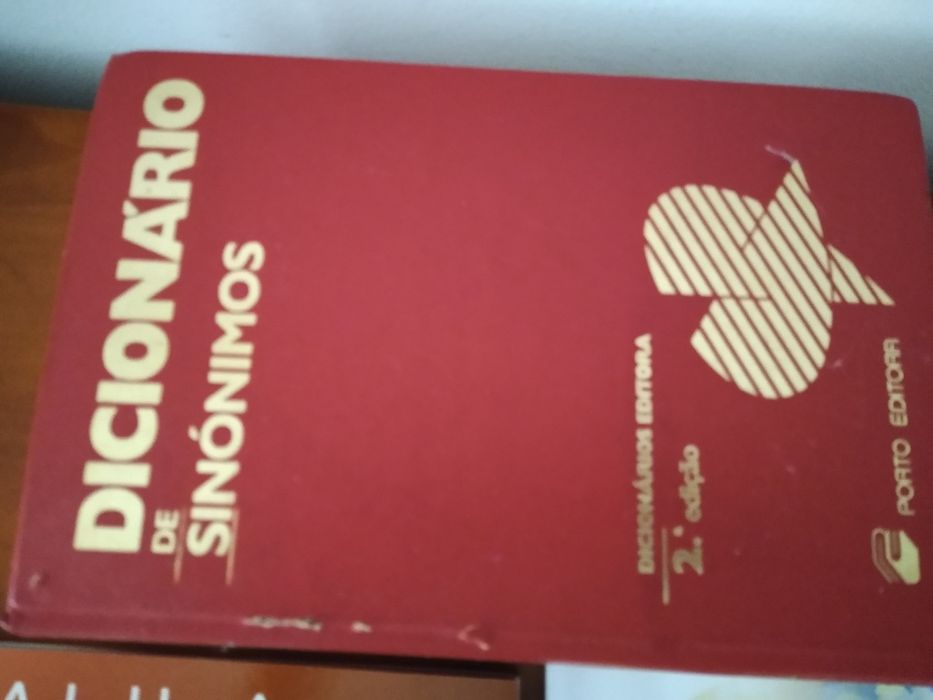 DICIONÁRIO
DE
SINÓNIMOS
DICIONÁRIOS EDITORA
2.ª edição
PORTO EDITORA